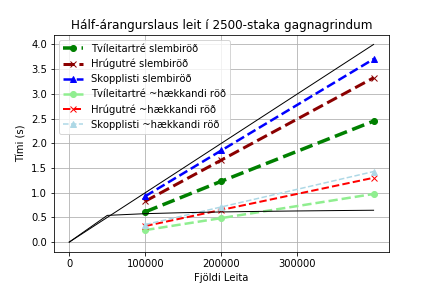 Hálf-árangurslaus leit í 2500-staka gagnagrindum
4.0
3.5
3.0
2.5
2.0
1.5
1.0
0.5
0.0
Tími (s)
Tvíleitartré slembiröð
Hrúgutré slembiröð
Skopplisti slembiröð
Tvíleitartré ~hækkandi röð
Hrúgutré ~hækkandi röð
Skopplisti ~hækkandi röð
0 100000 200000 300000
Fjöldi Leita